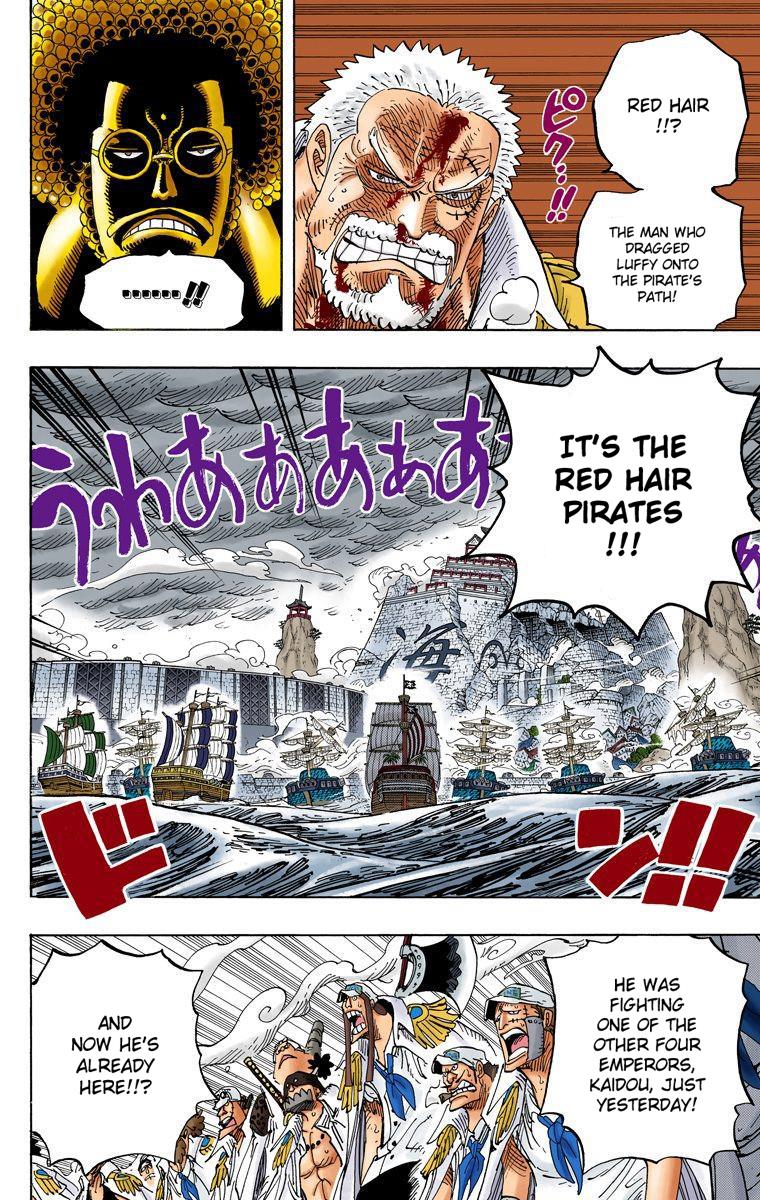 RED HAIR
!!?
THE MAN WHO
DRAGGED
LUFFY ONTO
THE PIRATE'S
PATH!
ピク…!!
……!!
IT'S THE
RED HAIR
PIRATES
!!!
うわあああああ
海
ドン!!
HE WAS
FIGHTING
ONE OF THE
OTHER FOUR
EMPERORS,
KAIDOU, JUST
YESTERDAY!
AND
NOW HE'S
ALREADY
HERE!!?